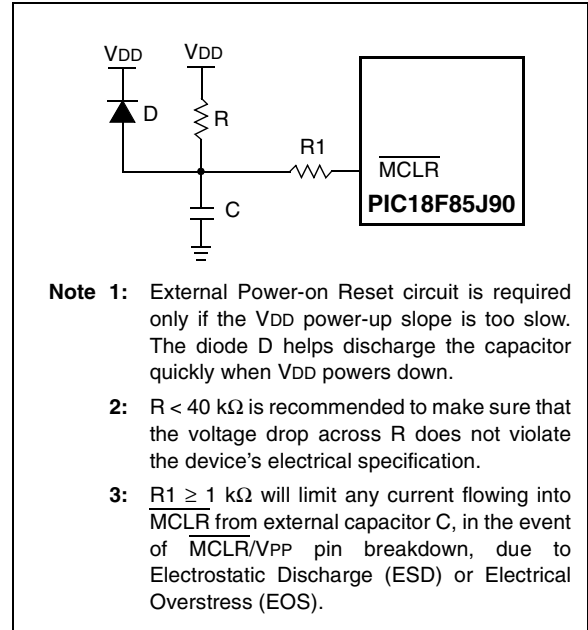 VDD VDD
D R
R1
MCLR
C PIC18F85J90
Note 1: External Power-on Reset circuit is required
only if the VDD power-up slope is too slow.
The diode D helps discharge the capacitor
quickly when VDD powers down.
2: R < 40 kΩ is recommended to make sure that
the voltage drop across R does not violate
the device's electrical specification.
3: R1 ≥ 1 kΩ will limit any current flowing into
MCLR from external capacitor C, in the event
of MCLR/VPP pin breakdown, due to
Electrostatic Discharge (ESD) or Electrical
Overstress (EOS).